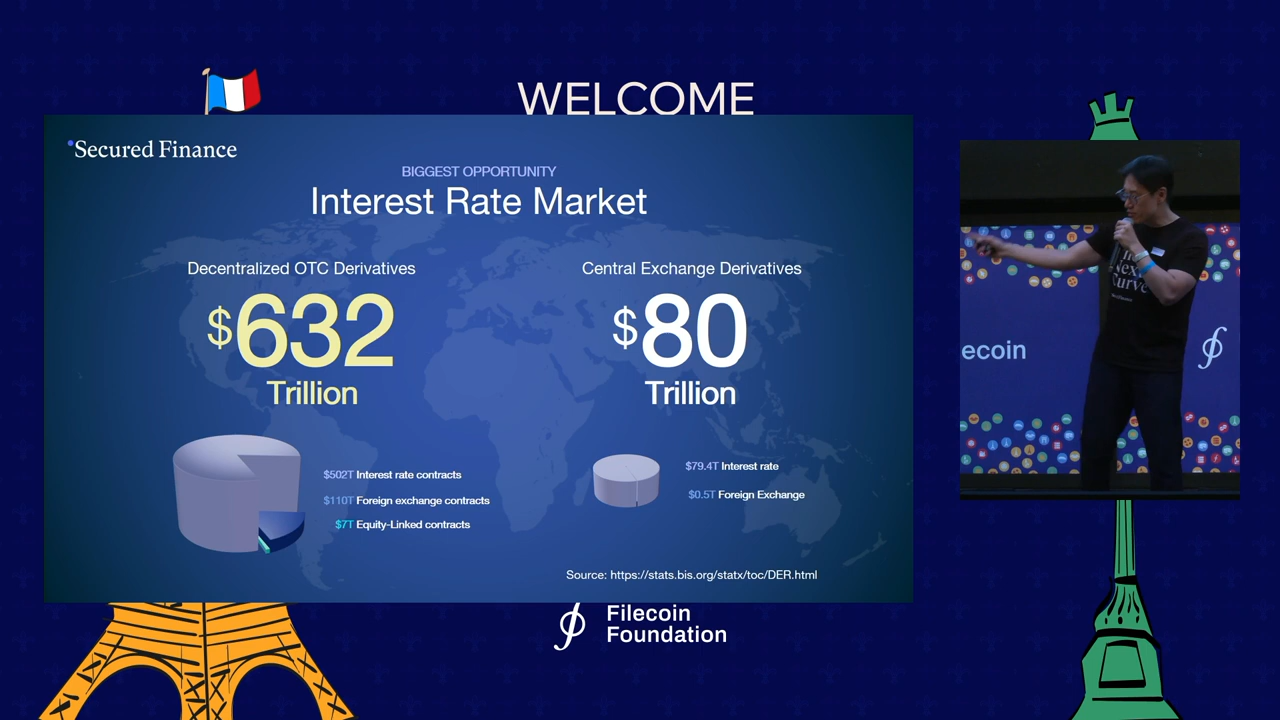 WELCOME
Secured Finance
BIGGEST OPPORTUNITY
Interest Rate Market
Decentralized OTC Derivatives
$632
Trillion
$502T Interest rate contracts
$110T Foreign exchange contracts
$7T Equity-Linked contracts
Central Exchange Derivatives
$80
Trillion
$79.4T Interest rate
$0.5T Foreign Exchange
Source: https://stats.bis.org/statx/toc/DER.html
Filecoin
Foundation
ecoin
Next
Curve